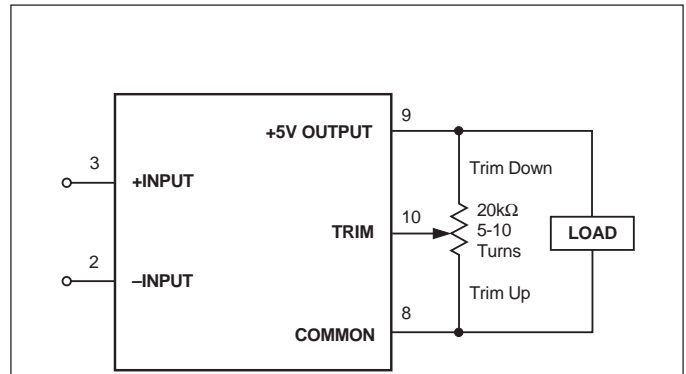 9
+5V OUTPUT
Trim Down
3
+INPUT
10
20kΩ
5-10
Turns
TRIM
LOAD
2
–INPUT
Trim Up
8
COMMON